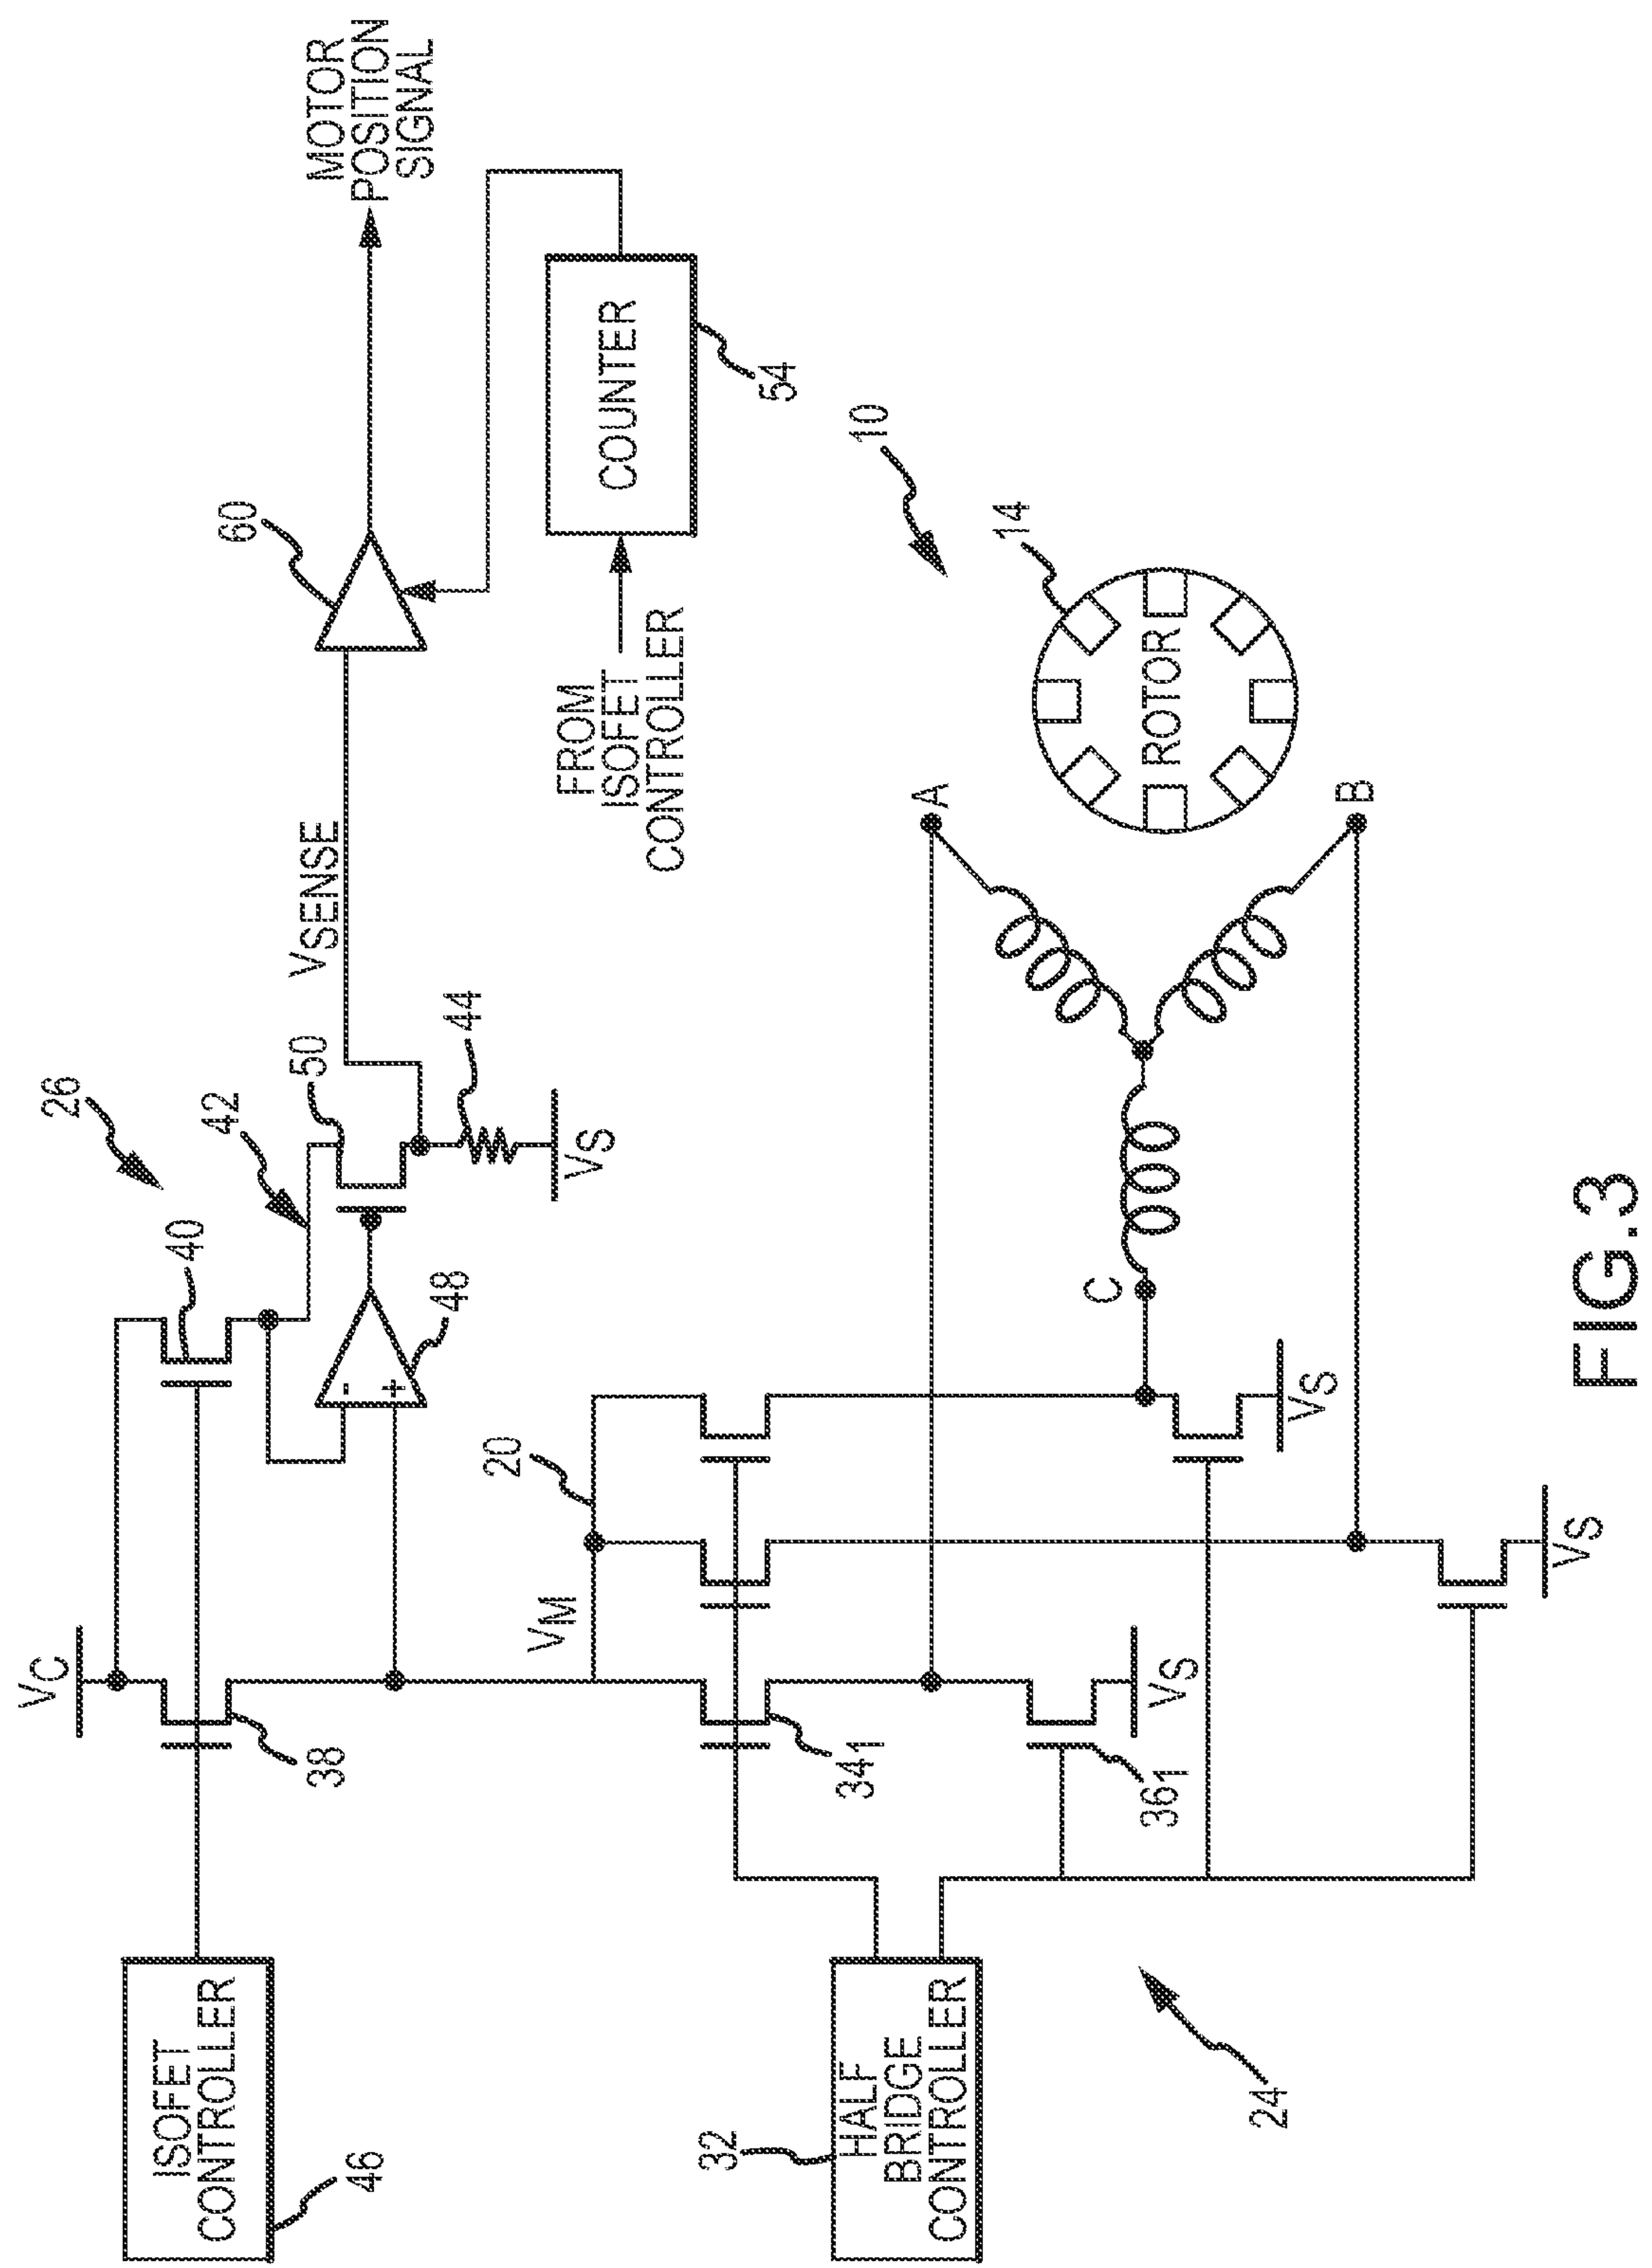 26
42
50
40
VC
38
ISOFET
CONTROLLER
46
-
+
48
44
VS
VSENSE
60
MOTOR
POSITION
SIGNAL
FROM
ISOFET
CONTROLLER
COUNTER
54
20
VM
341
361
VS
VS
VS
HALF
BRIDGE
CONTROLLER
32
24
C
A
B
10
14
ROTOR
FIG.3